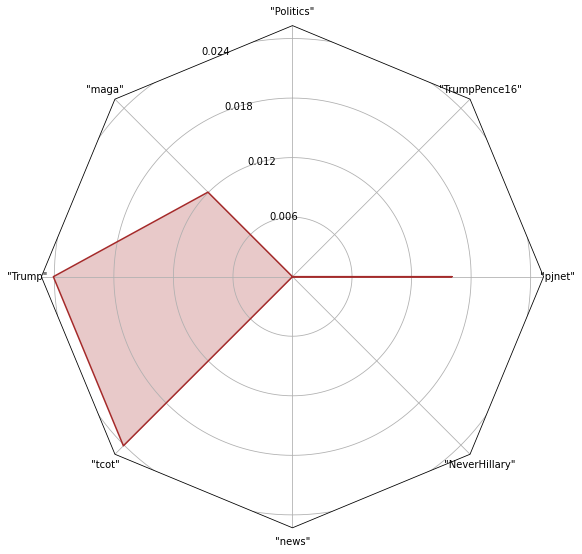 "Politics"
0.024
"maga"
"TrumpPence16"
0.018
0.012
0.006
"Trump"
"pjnet"
"tcot"
"NeverHillary"
"news"